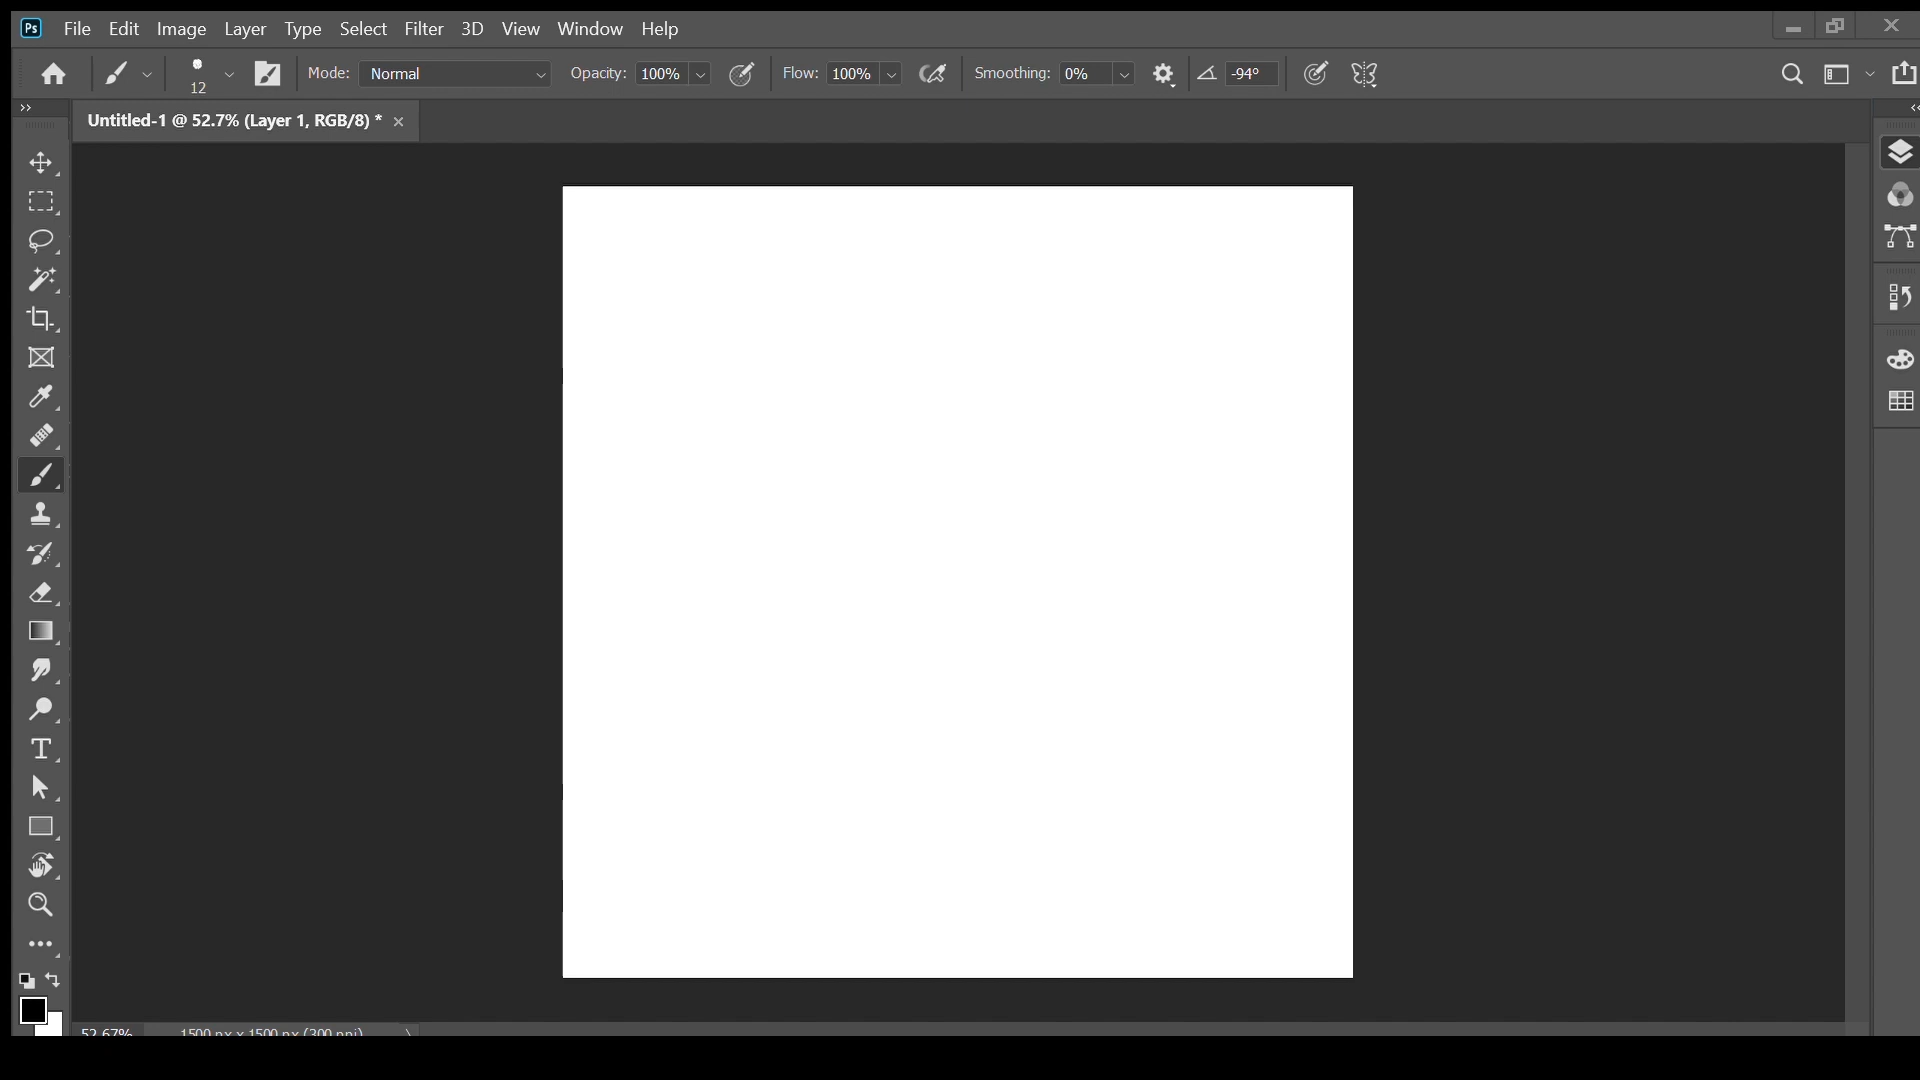 Ps File Edit Image Layer Type Select Filter 3D View Window Help
12 Mode: Normal Opacity: 100% Flow: 100% Smoothing: 0% -94°
Untitled-1 @ 52.7% (Layer 1, RGB/8) *
52.67% 1500 px x 1500 px (300 ppi)